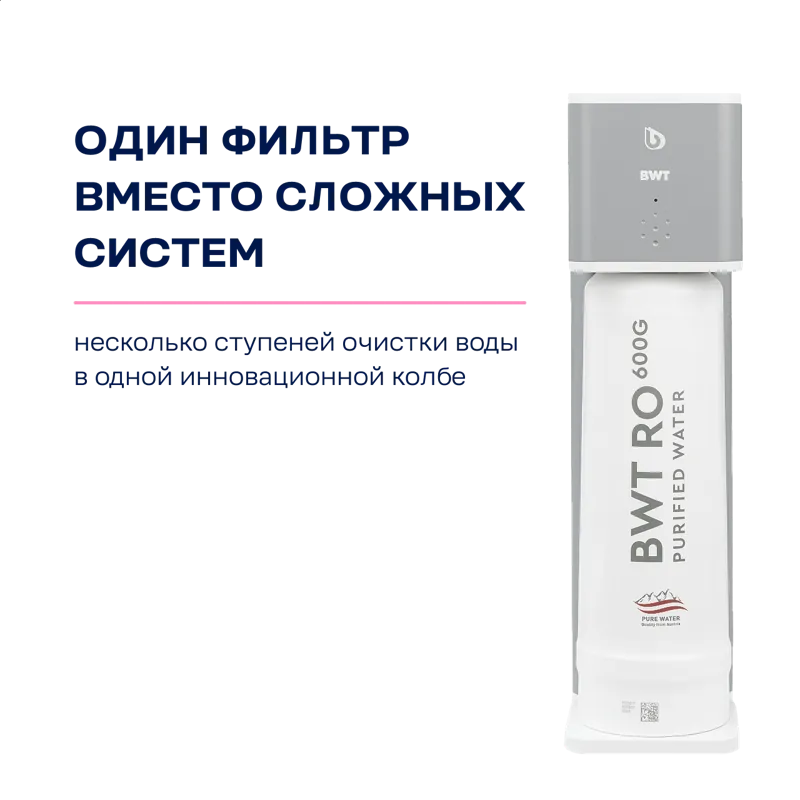 ОДИН ФИЛЬТР
ВМЕСТО СЛОЖНЫХ
СИСТЕМ
несколько ступеней очистки воды
в одной инновационной колбе
BWT
BWT RO 600G
PURIFIED WATER
PURE WATER